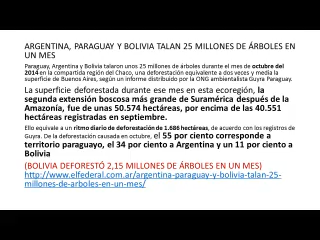 ARGENTINA, PARAGUAY Y BOLIVIA TALAN 25 MILLONES DE ÁRBOLES EN
UN MES
Paraguay, Argentina y Bolivia talaron unos 25 millones de árboles durante el mes de octubre del
2014 en la compartida región del Chaco, una deforestación equivalente a dos veces y media la
superficie de Buenos Aires, según un informe distribuido por la ONG ambientalista Guyra Paraguay.
La superficie deforestada durante ese mes en esta ecoregión, la
segunda extensión boscosa más grande de Suramérica después de la
Amazonía, fue de unas 50.574 hectáreas, por encima de las 40.551
hectáreas registradas en septiembre.
Ello equivale a un ritmo diario de deforestación de 1.686 hectáreas, de acuerdo con los registros de
Guyra. De la deforestación causada en octubre, el 55 por ciento corresponde a
territorio paraguayo, el 34 por ciento a Argentina y un 11 por ciento a
Bolivia
(BOLIVIA DEFORESTÓ 2,15 MILLONES DE ÁRBOLES EN UN MES)
http://www.elfederal.com.ar/argentina-paraguay-y-bolivia-talan-25-
millones-de-arboles-en-un-mes/